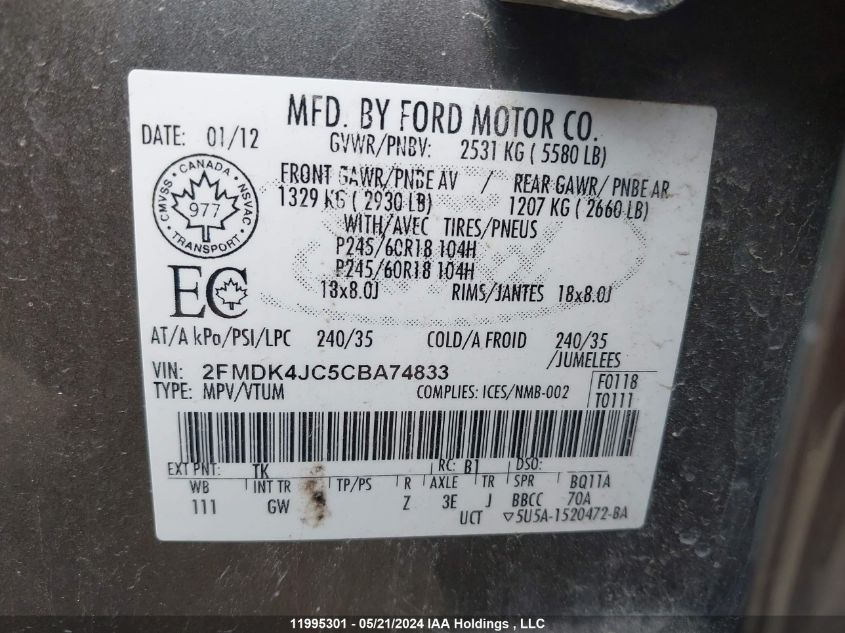 MFD. BY FORD MOTOR CO.
DATE: 01/12 GVWR/PNBV: 2531 KG ( 5580 LB)
FRONT GAWR/PNBE AV / REAR GAWR/ PNBE AR
1329 KG ( 2930 LB) 1207 KG ( 2660 LB)
WITH/AVEC TIRES/PNEUS
P245/60R18 104H
P245/60R18 104H
18x8.0J RIMS/JANTES 18x8.0J
CANADA
CMVSS NSVAC
977
TRANSPORT
EC
AT/A kPa/PSI/LPC 240/35 COLD/A FROID 240/35
/JUMELEES
VIN: 2FMDK4JC5CBA74833
TYPE: MPV/VTUM COMPLIES: ICES/NMB-002
F0118
T0111
EXT PNT: TK RC: B1 DSO:
WB INT TR TP/PS R AXLE TR SPR BQ11A
111 GW Z 3E J BBCC 70A
UCT ▽5U5A-1520472-BA
11995301 - 05/21/2024 IAA Holdings , LLC